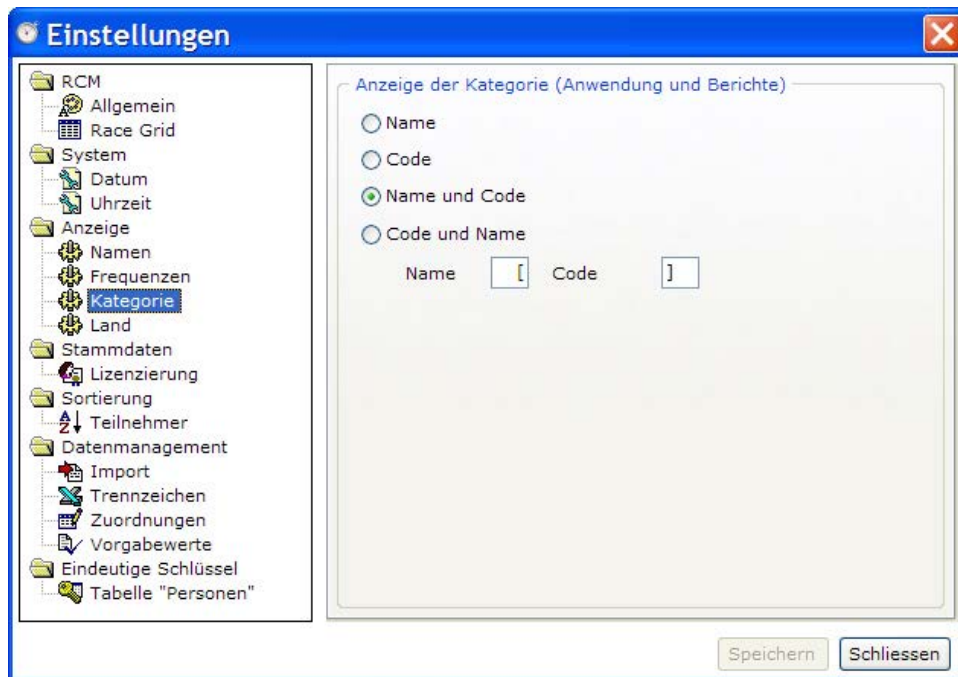 Einstellungen
RCM
Allgemein
Race Grid
System
Datum
Uhrzeit
Anzeige
Namen
Frequenzen
Kategorie
Land
Stammdaten
Lizenzierung
Sortierung
Teilnehmer
Datenmanagement
Import
Trennzeichen
Zuordnungen
Vorgabewerte
Eindeutige Schlüssel
Tabelle "Personen"
Anzeige der Kategorie (Anwendung und Berichte)
Name
Code
Name und Code
Code und Name
Name [ Code ]
Speichern Schliessen